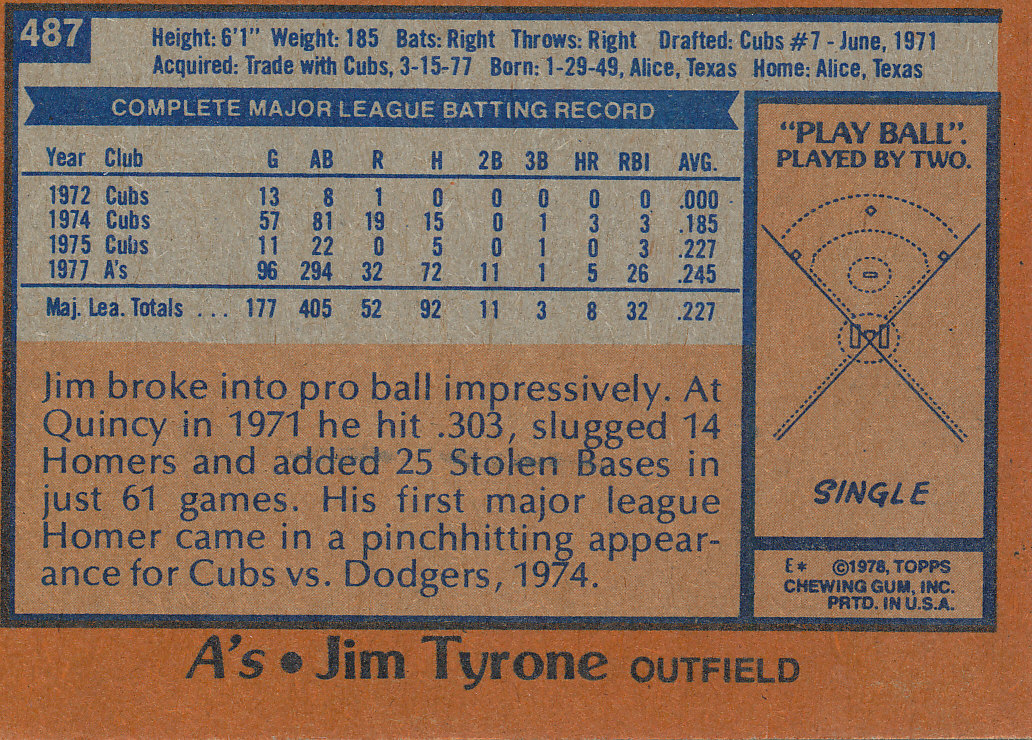 487
Height: 6'1" Weight: 185 Bats: Right Throws: Right Drafted: Cubs #7 - June, 1971
Acquired: Trade with Cubs, 3-15-77 Born: 1-29-49, Alice, Texas Home: Alice, Texas
COMPLETE MAJOR LEAGUE BATTING RECORD
Year Club G AB R H 2B 3B HR RBI AVG.
1972 Cubs 13 8 1 0 0 0 0 0 .000
1974 Cubs 57 81 19 15 0 1 3 3 .185
1975 Cubs 11 22 0 5 0 1 0 3 .227
1977 A's 96 294 32 72 11 1 5 26 .245
Maj. Lea. Totals ... 177 405 52 92 11 3 8 32 .227
Jim broke into pro ball impressively. At
Quincy in 1971 he hit .303, slugged 14
Homers and added 25 Stolen Bases in
just 61 games. His first major league
Homer came in a pinchhitting appear-
ance for Cubs vs. Dodgers, 1974.
"PLAY BALL".
PLAYED BY TWO.
SINGLE
E* ©1978, TOPPS
CHEWING GUM, INC.
PRTD. IN U.S.A.
A's • Jim Tyrone OUTFIELD